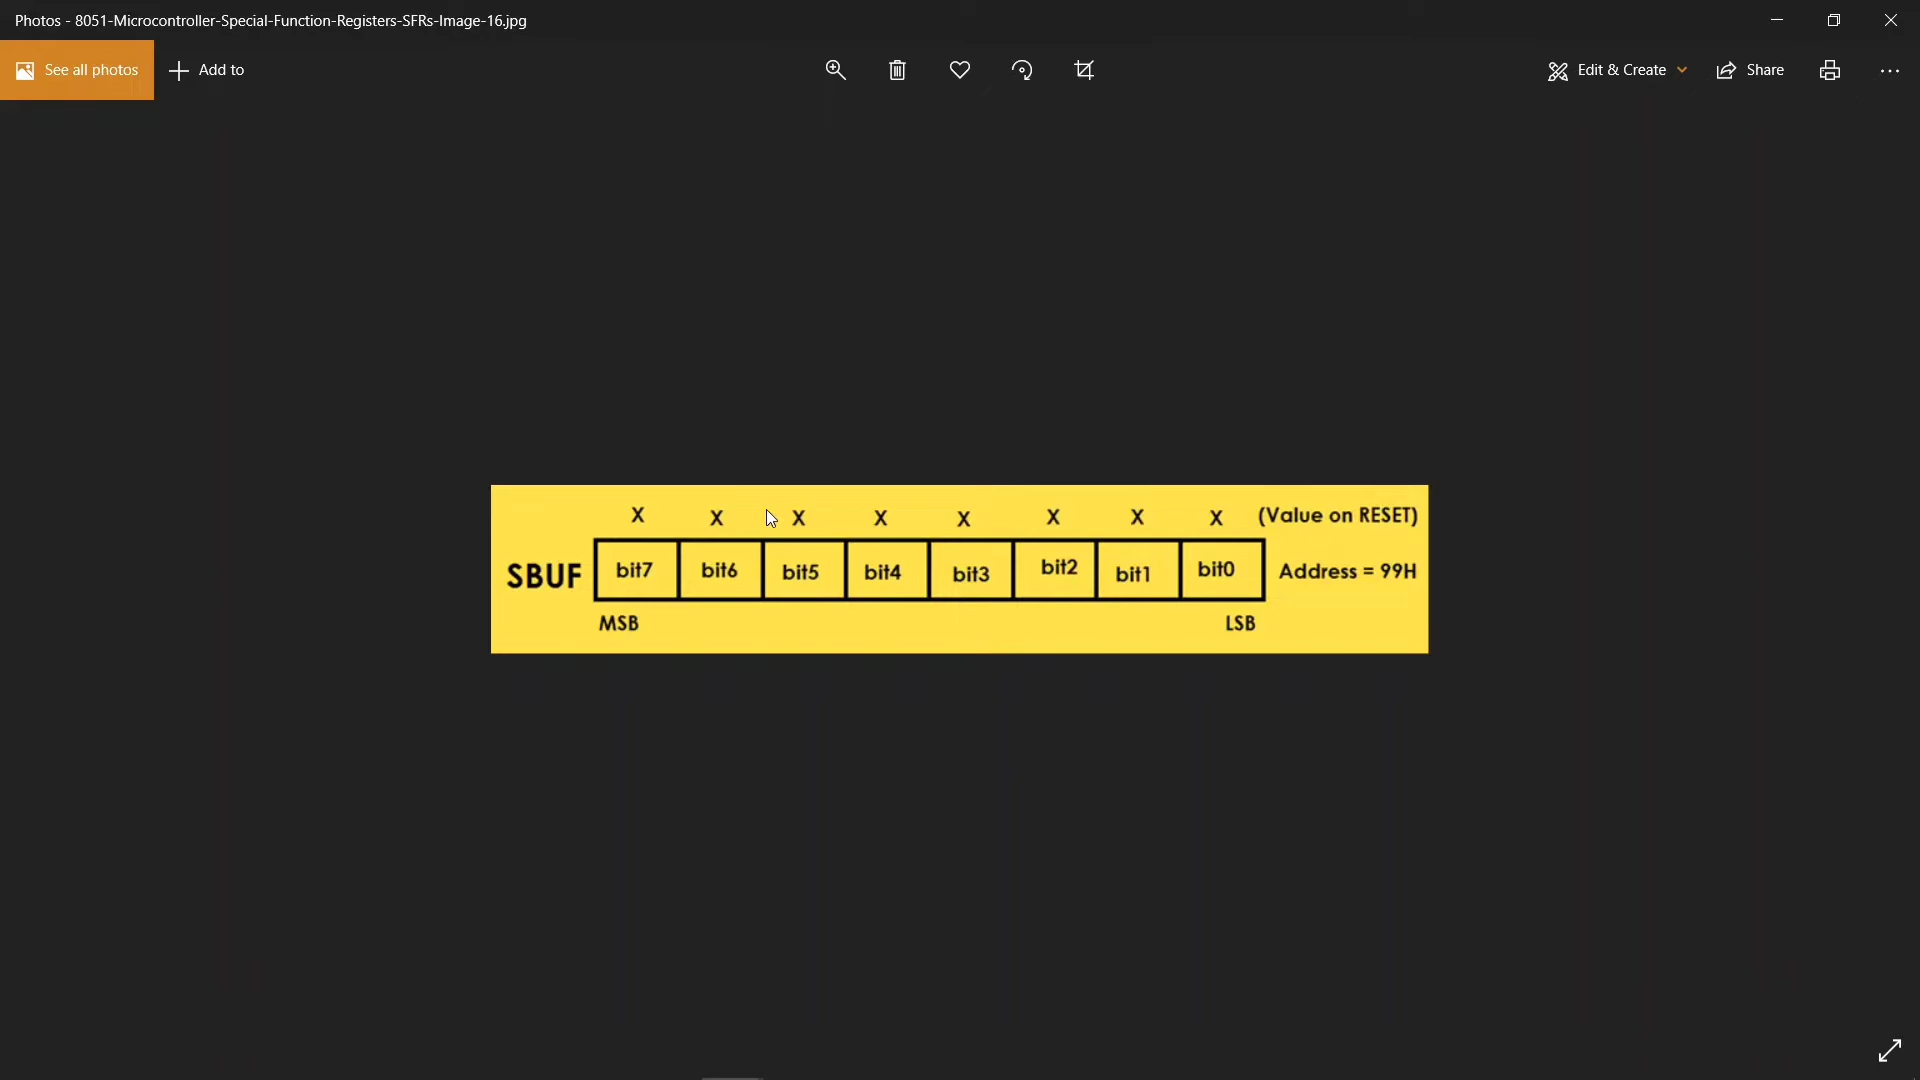 Photos - 8051-Microcontroller-Special-Function-Registers-SFRs-Image-16.jpg
See all photos
Add to
Edit & Create
Share
X X X X X X X X (Value on RESET)
SBUF bit7 bit6 bit5 bit4 bit3 bit2 bit1 bit0 Address = 99H
MSB LSB